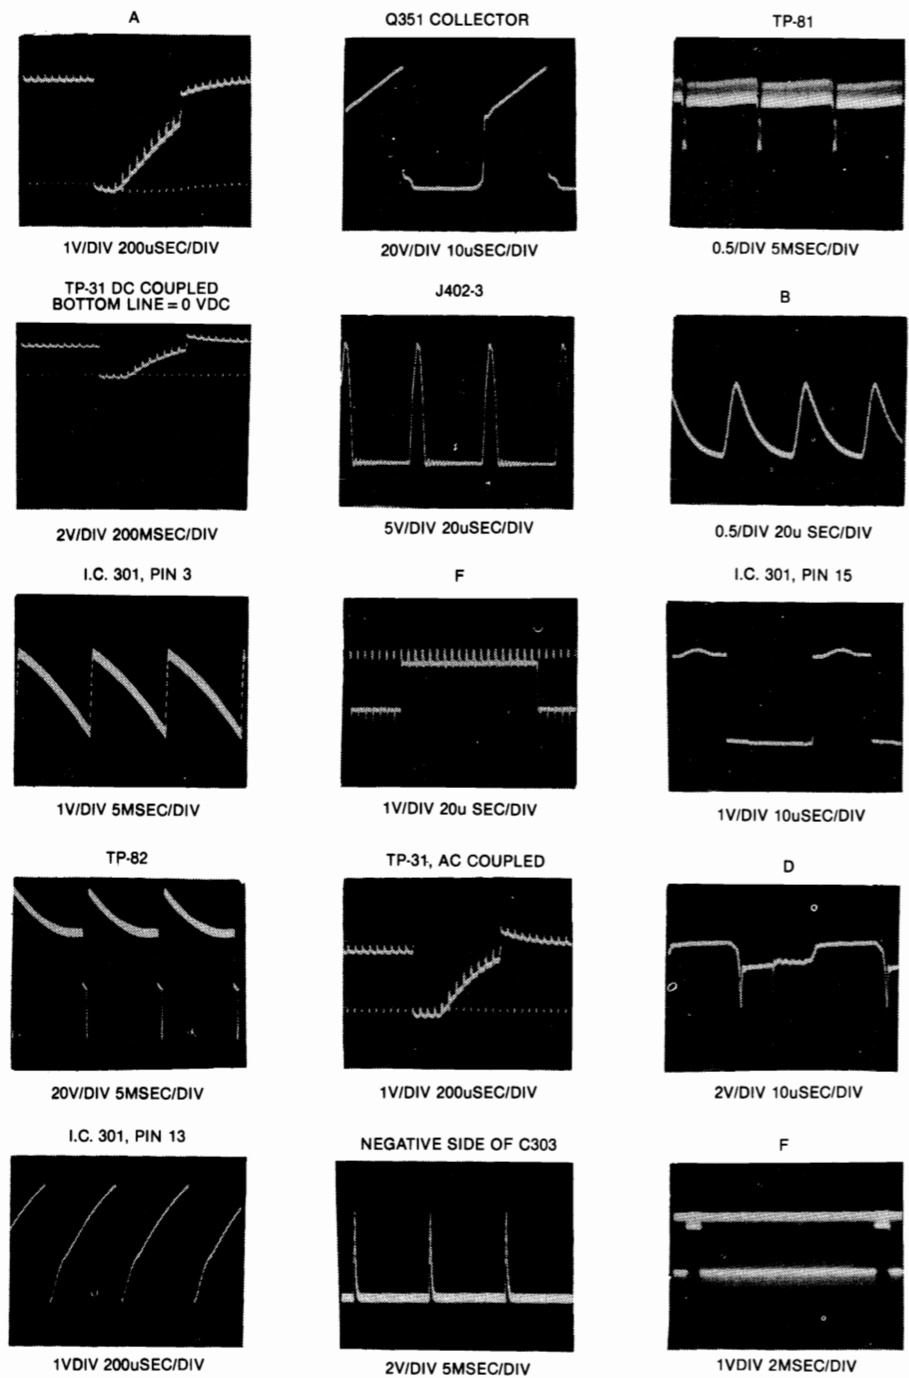 A
1V/DIV 200uSEC/DIV
Q351 COLLECTOR
20V/DIV 10uSEC/DIV
TP-81
0.5/DIV 5MSEC/DIV
TP-31 DC COUPLED
BOTTOM LINE = 0 VDC
2V/DIV 200MSEC/DIV
J402-3
5V/DIV 20uSEC/DIV
B
0.5/DIV 20u SEC/DIV
I.C. 301, PIN 3
1V/DIV 5MSEC/DIV
F
1V/DIV 20u SEC/DIV
I.C. 301, PIN 15
1V/DIV 10uSEC/DIV
TP-82
20V/DIV 5MSEC/DIV
TP-31, AC COUPLED
1V/DIV 200uSEC/DIV
D
2V/DIV 10uSEC/DIV
I.C. 301, PIN 13
1VDIV 200uSEC/DIV
NEGATIVE SIDE OF C303
2V/DIV 5MSEC/DIV
F
1VDIV 2MSEC/DIV